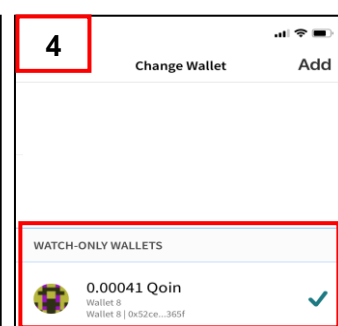 4
Change Wallet
Add
WATCH-ONLY WALLETS
0.00041 Qoin
Wallet 8
Wallet 8 | 0x52ce...365f